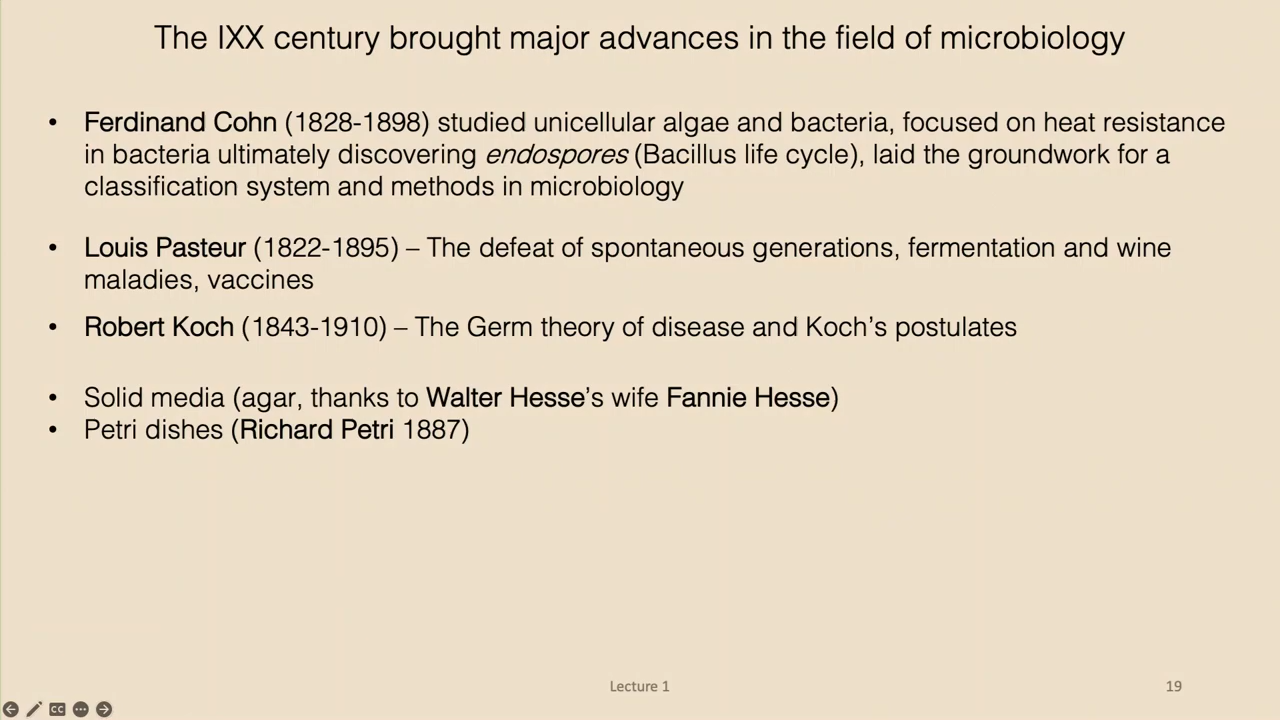 The IXX century brought major advances in the field of microbiology
• Ferdinand Cohn (1828-1898) studied unicellular algae and bacteria, focused on heat resistance
in bacteria ultimately discovering endospores (Bacillus life cycle), laid the groundwork for a
classification system and methods in microbiology
• Louis Pasteur (1822-1895) – The defeat of spontaneous generations, fermentation and wine
maladies, vaccines
• Robert Koch (1843-1910) – The Germ theory of disease and Koch’s postulates
• Solid media (agar, thanks to Walter Hesse’s wife Fannie Hesse)
• Petri dishes (Richard Petri 1887)
Lecture 1
19
CC